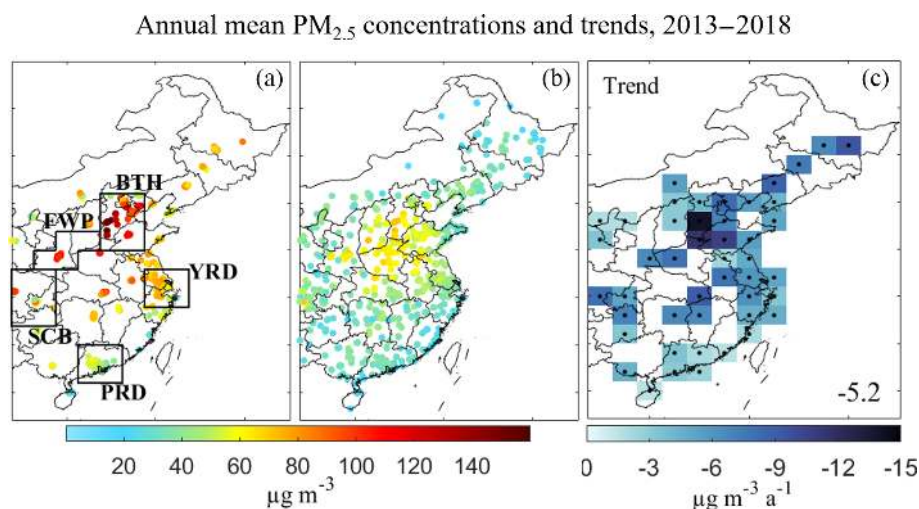 Annual mean PM2.5 concentrations and trends, 2013–2018
(a)
(b)
(c)
Trend
BTH
FWP
YRD
SCB
PRD
-5.2
20 40 60 80 100 120 140
µg m⁻³
0 -3 -6 -9 -12 -15
µg m⁻³ a⁻¹